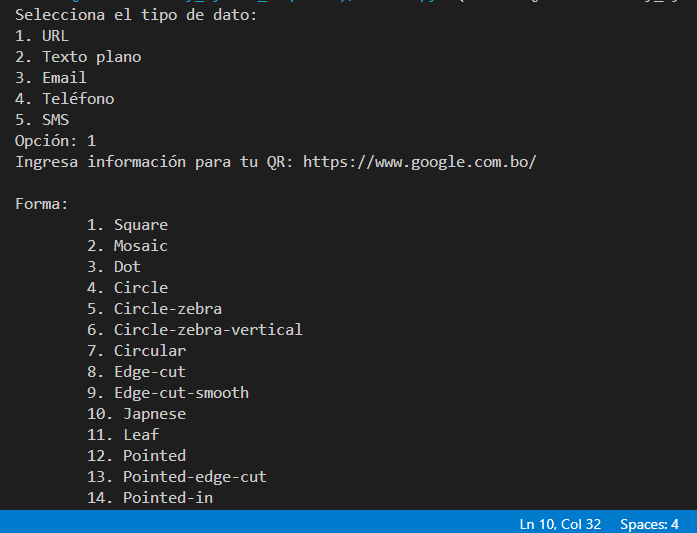 Selecciona el tipo de dato:
1. URL
2. Texto plano
3. Email
4. Teléfono
5. SMS
Opción: 1
Ingresa información para tu QR: https://www.google.com.bo/
Forma:
1. Square
2. Mosaic
3. Dot
4. Circle
5. Circle-zebra
6. Circle-zebra-vertical
7. Circular
8. Edge-cut
9. Edge-cut-smooth
10. Japnese
11. Leaf
12. Pointed
13. Pointed-edge-cut
14. Pointed-in
Ln 10, Col 32 Spaces: 4